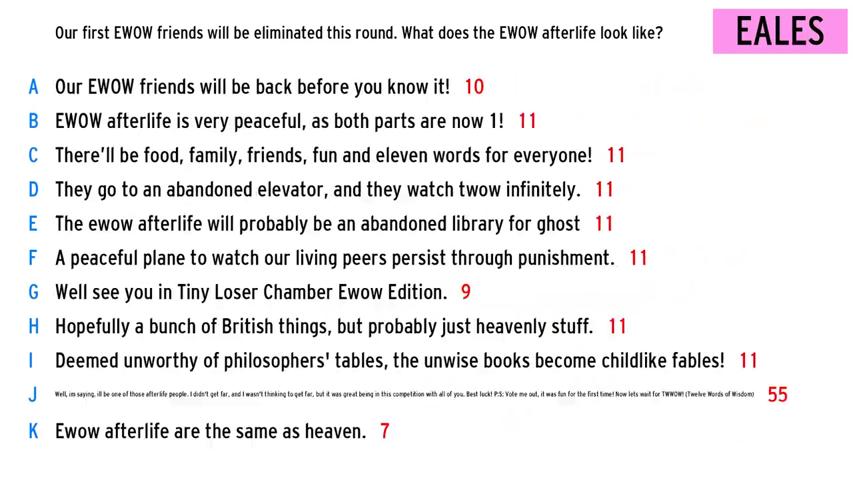 Our first EWOW friends will be eliminated this round. What does the EWOW afterlife look like?
EALES
A Our EWOW friends will be back before you know it! 10
B EWOW afterlife is very peaceful, as both parts are now 1! 11
C There'll be food, family, friends, fun and eleven words for everyone! 11
D They go to an abandoned elevator, and they watch twow infinitely. 11
E The ewow afterlife will probably be an abandoned library for ghost 11
F A peaceful plane to watch our living peers persist through punishment. 11
G Well see you in Tiny Loser Chamber Ewow Edition. 9
H Hopefully a bunch of British things, but probably just heavenly stuff. 11
I Deemed unworthy of philosophers' tables, the unwise books become childlike fables! 11
J Well, im saying, ill be one of those afterlife people. I didn't get far, and I wasn't thinking to get far, but it was great being in this competition with all of you. Best luck! P.S: Vote me out, it was fun for the first time! Now lets wait for TWWOW! (Twelve Words of Wisdom) 55
K Ewow afterlife are the same as heaven. 7